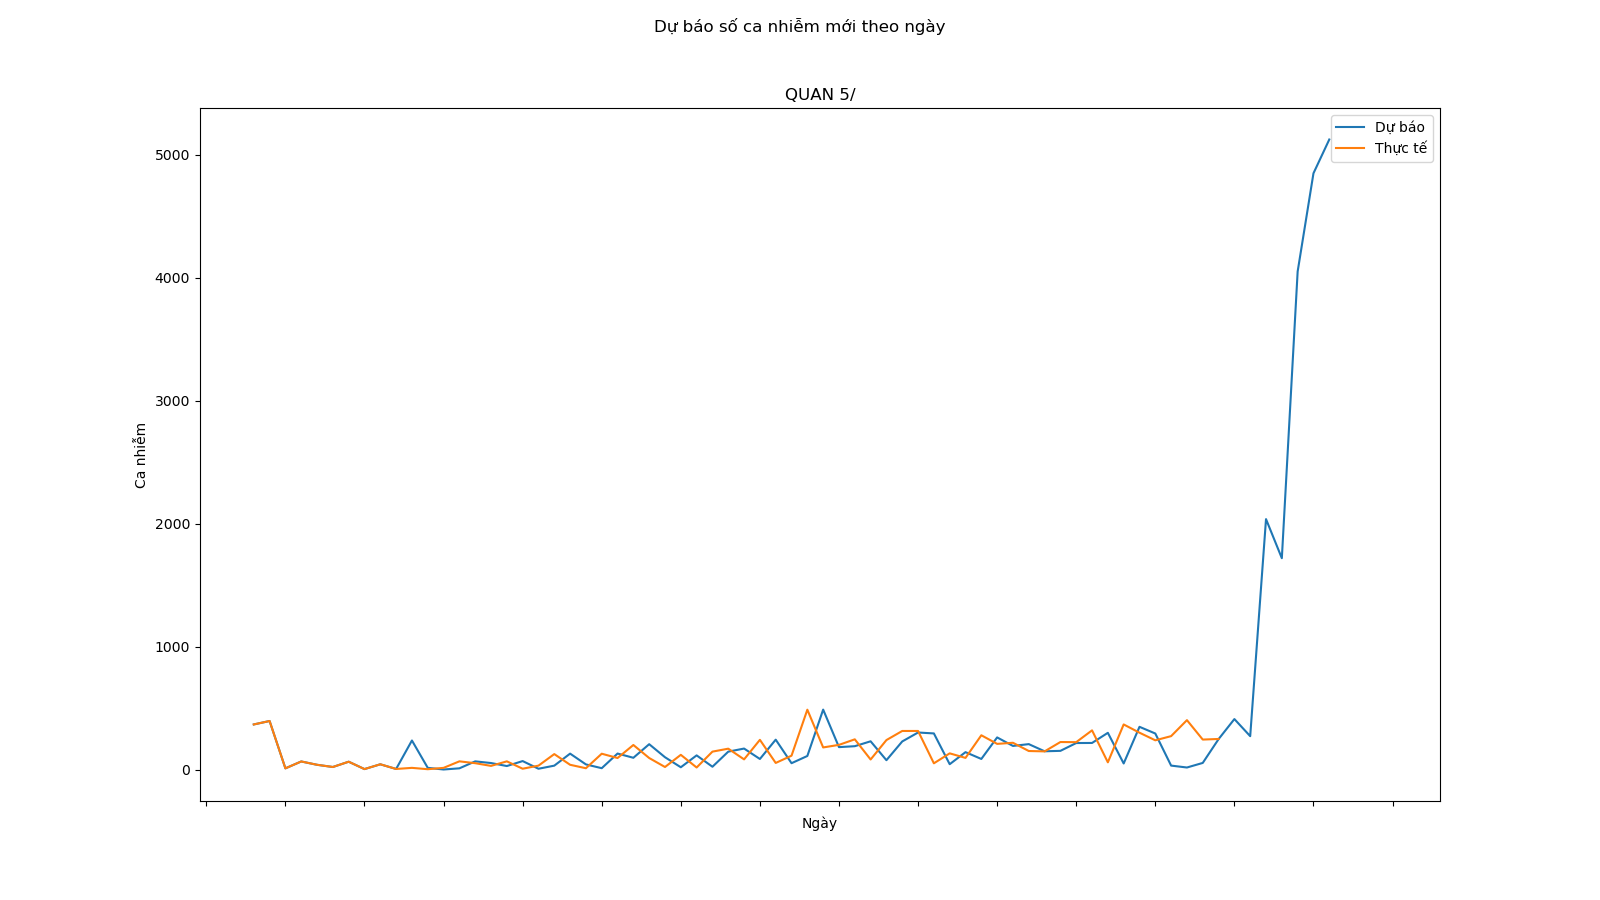 Dự báo số ca nhiễm mới theo ngày
QUAN 5/
Dự báo
Thực tế
5000
4000
3000
2000
1000
0
Ca nhiễm
Ngày